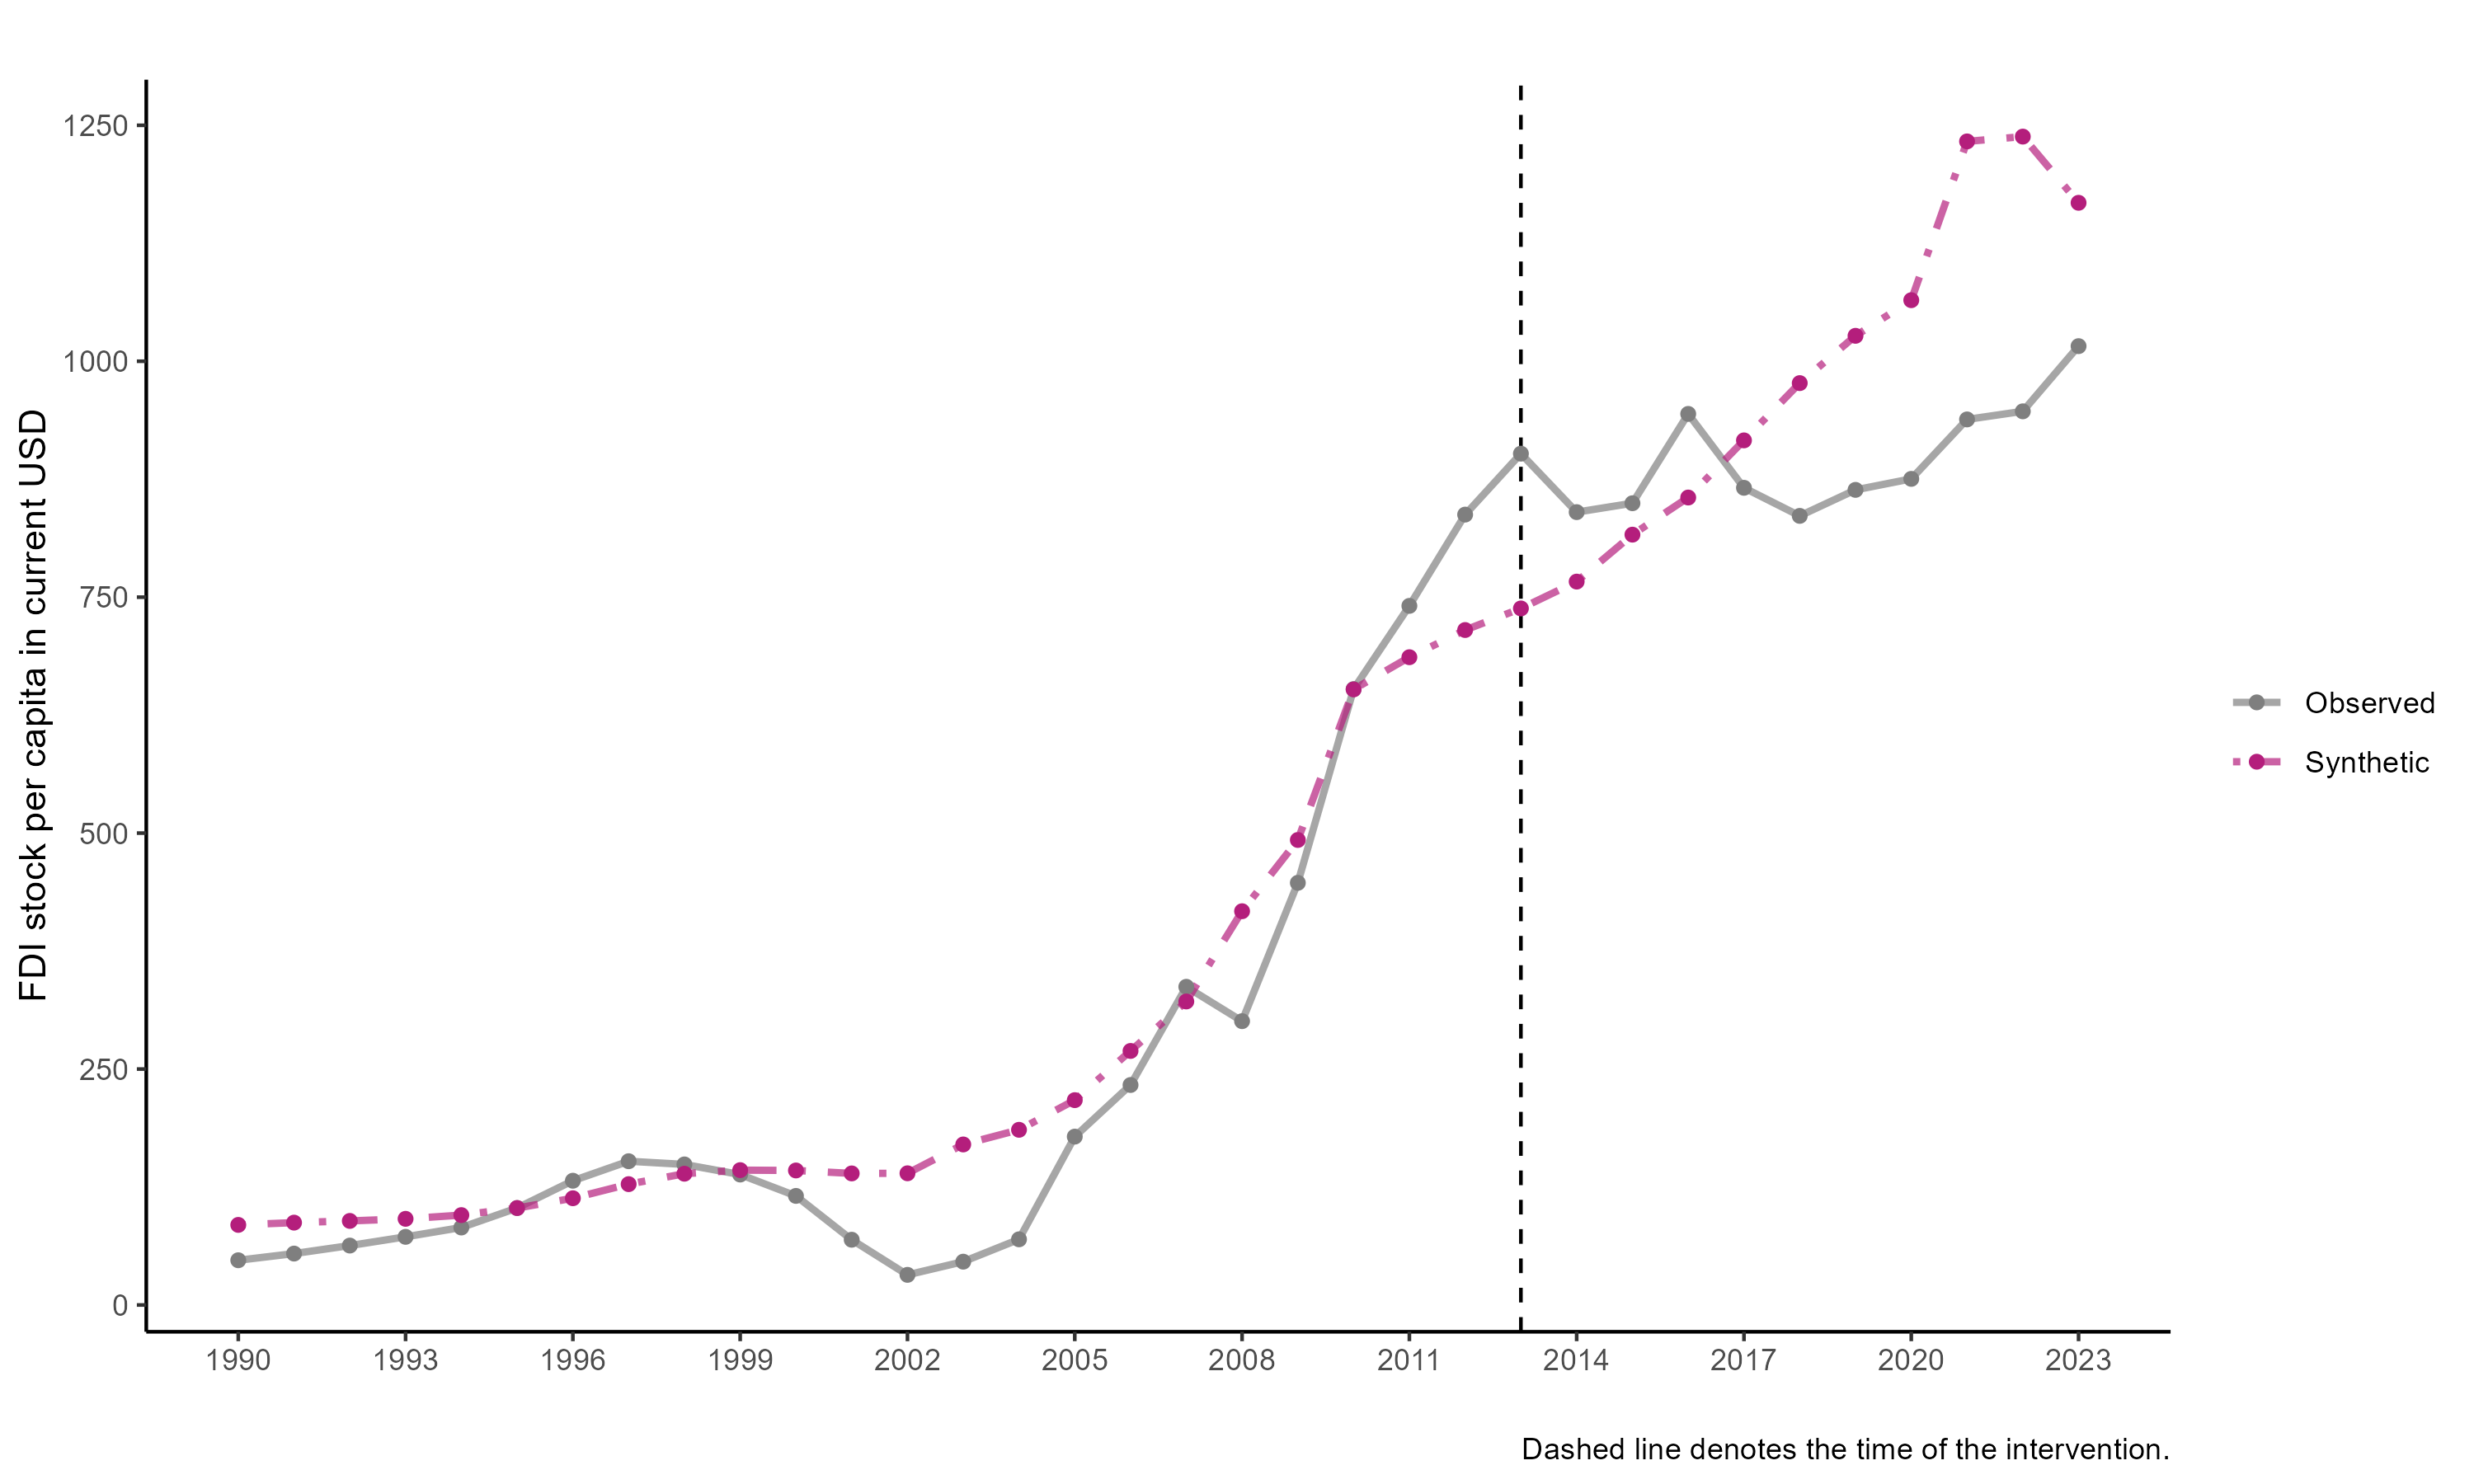 FDI stock per capita in current USD
1250
1000
750
500
250
0
1990 1993 1996 1999 2002 2005 2008 2011 2014 2017 2020 2023
Observed
Synthetic
Dashed line denotes the time of the intervention.